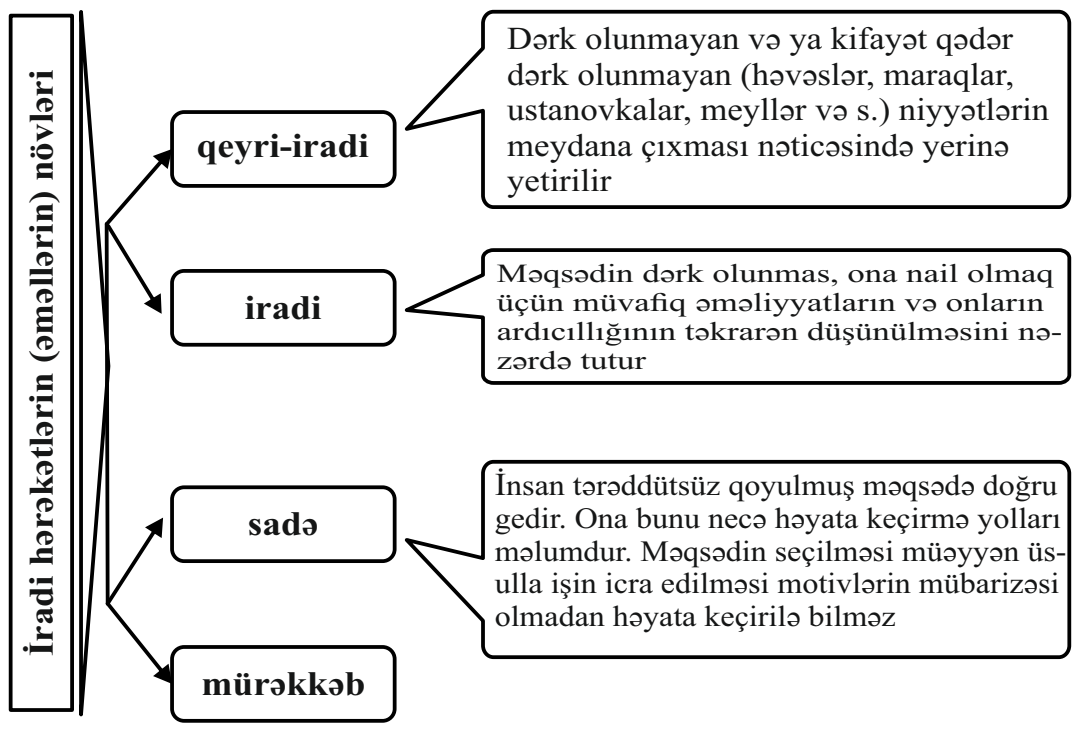 İradi hərəkətlərin (emellerin) növleri
qeyri-iradi
Dərk olunmayan və ya kifayət qədər
dərk olunmayan (həvəslər, maraqlar,
ustanovkalar, meyllər və s.) niyyətlərin
meydana çıxması nəticəsində yerinə
yetirilir
iradi
Məqsədin dərk olunmas, ona nail olmaq
üçün müvafiq əməliyyatların və onların
ardıcıllığının təkrarən düşünülməsini nə-
zərdə tutur
sadə
İnsan tərəddütsüz qoyulmuş məqsədə doğru
gedir. Ona bunu necə həyata keçirmə yolları
məlumdur. Məqsədin seçilməsi müəyyən üs-
ulla işin icra edilməsi motivlərin mübarizəsi
olmadan həyata keçirilə bilməz
mürəkkəb